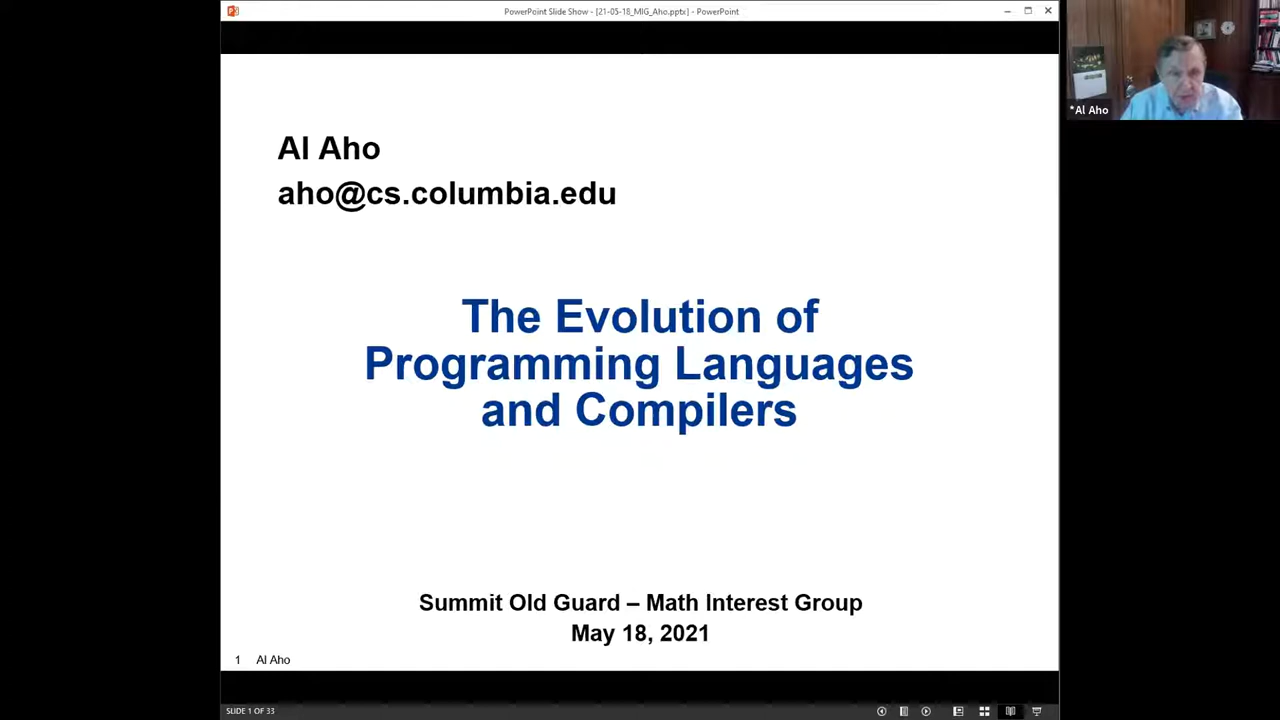 PowerPoint Slide Show - [21-05-18_MIG_Aho.pptx] - PowerPoint
*Al Aho
Al Aho
aho@cs.columbia.edu
The Evolution of
Programming Languages
and Compilers
Summit Old Guard – Math Interest Group
May 18, 2021
1 Al Aho
SLIDE 1 OF 33